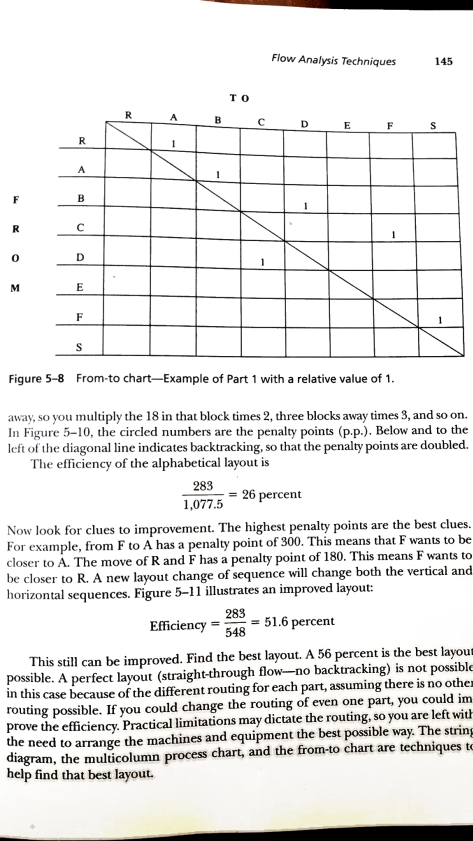 Flow Analysis Techniques 145
T O
R A B C D E F S
R 1
A 1
F B 1
R C 1
O D 1
M E
F 1
S
Figure 5–8 From-to chart—Example of Part 1 with a relative value of 1.
away, so you multiply the 18 in that block times 2, three blocks away times 3, and so on.
In Figure 5–10, the circled numbers are the penalty points (p.p.). Below and to the
left of the diagonal line indicates backtracking, so that the penalty points are doubled.
The efficiency of the alphabetical layout is
283
1,077.5 = 26 percent
Now look for clues to improvement. The highest penalty points are the best clues.
For example, from F to A has a penalty point of 300. This means that F wants to be
closer to A. The move of R and F has a penalty point of 180. This means F wants to
be closer to R. A new layout change of sequence will change both the vertical and
horizontal sequences. Figure 5–11 illustrates an improved layout:
Efficiency = 283
548 = 51.6 percent
This still can be improved. Find the best layout. A 56 percent is the best layout
possible. A perfect layout (straight-through flow—no backtracking) is not possible
in this case because of the different routing for each part, assuming there is no other
routing possible. If you could change the routing of even one part, you could im
prove the efficiency. Practical limitations may dictate the routing, so you are left with
the need to arrange the machines and equipment the best possible way. The string
diagram, the multicolumn process chart, and the from-to chart are techniques to
help find that best layout.